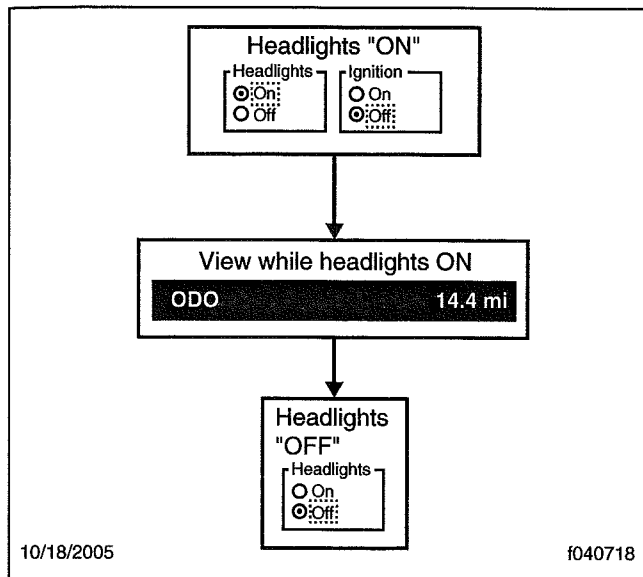 Headlights "ON"
Headlights
On
Off
Ignition
On
Off
View while headlights ON
ODO 14.4 mi
Headlights
"OFF"
Headlights
On
Off
10/18/2005
f040718